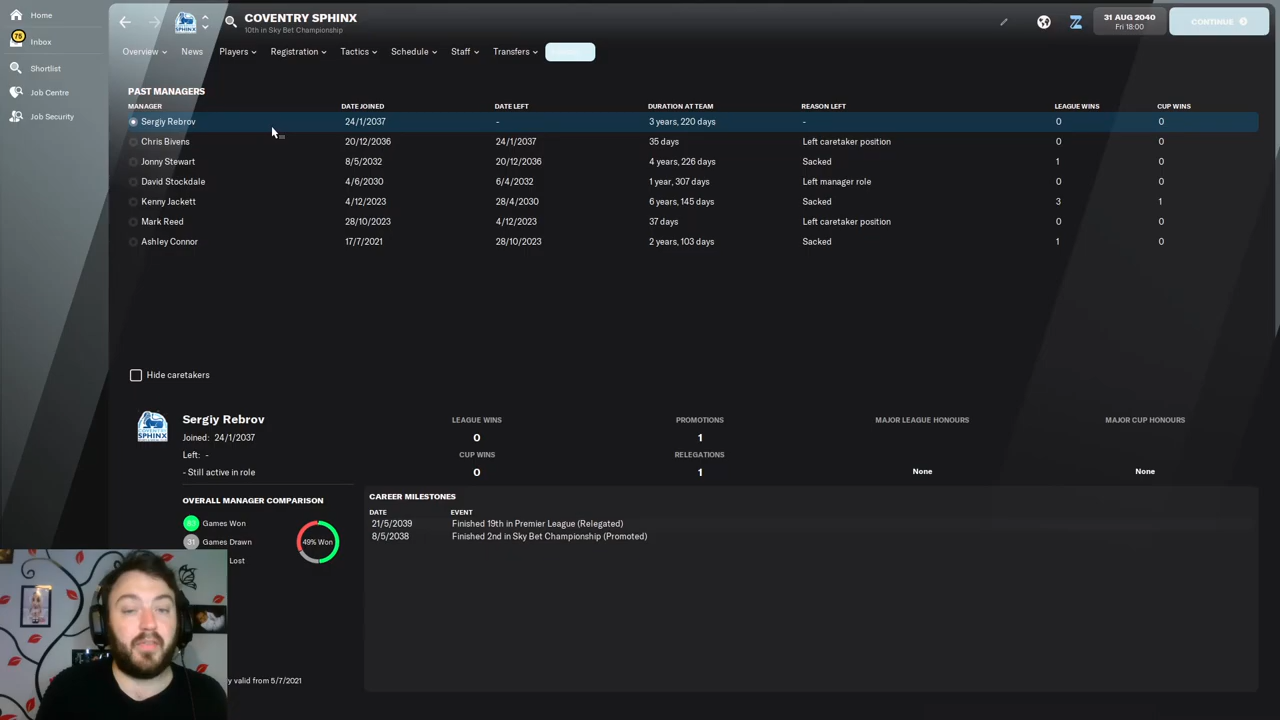 Home
COVENTRY SPHINX
10th in Sky Bet Championship
31 AUG 2040
Fri 18:00
CONTINUE
75
Inbox
Overview
News
Players
Registration
Tactics
Schedule
Staff
Transfers
Shortlist
Job Centre
Job Security
PAST MANAGERS
MANAGER DATE JOINED DATE LEFT DURATION AT TEAM REASON LEFT LEAGUE WINS CUP WINS
Sergiy Rebrov 24/1/2037 - 3 years, 220 days - 0 0
Chris Bivens 20/12/2036 24/1/2037 35 days Left caretaker position 0 0
Jonny Stewart 8/5/2032 20/12/2036 4 years, 226 days Sacked 1 0
David Stockdale 4/6/2030 6/4/2032 1 year, 307 days Left manager role 0 0
Kenny Jackett 4/12/2023 28/4/2030 6 years, 145 days Sacked 3 1
Mark Reed 28/10/2023 4/12/2023 37 days Left caretaker position 0 0
Ashley Connor 17/7/2021 28/10/2023 2 years, 103 days Sacked 1 0
Hide caretakers
COVENTRY SPHINX
Sergiy Rebrov
Joined: 24/1/2037
Left: -
- Still active in role
LEAGUE WINS
0
CUP WINS
0
PROMOTIONS
1
RELEGATIONS
1
MAJOR LEAGUE HONOURS
None
MAJOR CUP HONOURS
None
OVERALL MANAGER COMPARISON
Games Won
31 Games Drawn
Lost
49% Won
y valid from 5/7/2021
CAREER MILESTONES
DATE EVENT
21/5/2039 Finished 19th in Premier League (Relegated)
8/5/2038 Finished 2nd in Sky Bet Championship (Promoted)